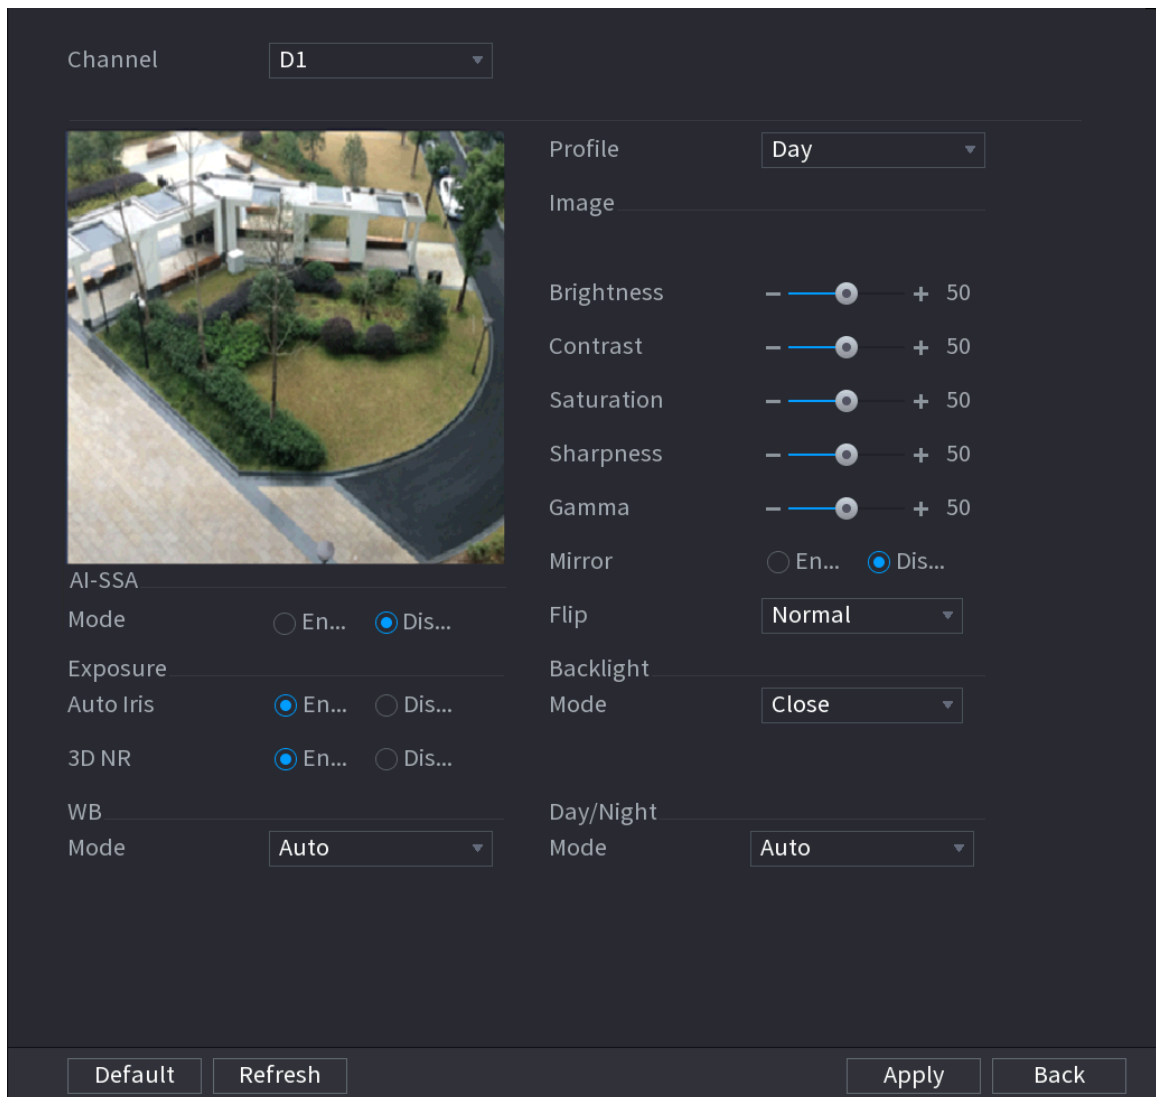 Channel D1
Profile Day
Image
Brightness - + 50
Contrast - + 50
Saturation - + 50
Sharpness - + 50
Gamma - + 50
Mirror En... Dis...
AI-SSA
Mode En... Dis...
Flip Normal
Exposure
Backlight
Auto Iris En... Dis...
Mode Close
3D NR En... Dis...
WB
Day/Night
Mode Auto
Mode Auto
Default Refresh Apply Back